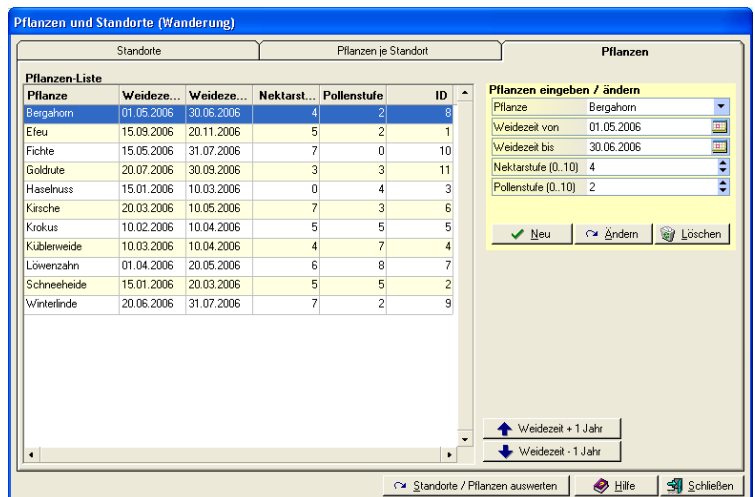 Pflanzen und Standorte (Wanderung)
Standorte Pflanzen je Standort Pflanzen
Pflanzen-Liste
Pflanze Weideze... Weideze... Nektarst... Pollenstufe ID
Bergahorn 01.05.2006 30.06.2006 4 2 8
Efeu 15.09.2006 20.11.2006 5 2 1
Fichte 15.05.2006 31.07.2006 7 0 10
Goldrute 20.07.2006 30.09.2006 3 3 11
Haselnuss 15.01.2006 10.03.2006 0 4 3
Kirsche 20.03.2006 10.05.2006 7 3 6
Krokus 10.02.2006 10.04.2006 5 5 5
Küblerweide 10.03.2006 10.04.2006 4 7 4
Löwenzahn 01.04.2006 20.05.2006 6 8 7
Schneeheide 15.01.2006 20.03.2006 5 5 2
Winterlinde 20.06.2006 31.07.2006 7 2 9
Pflanzen eingeben / ändern
Pflanze Bergahorn
Weidezeit von 01.05.2006
Weidezeit bis 30.06.2006
Nektarstufe (0..10) 4
Pollenstufe (0..10) 2
Neu Ändern Löschen
Weidezeit + 1 Jahr
Weidezeit - 1 Jahr
Standorte / Pflanzen auswerten Hilfe Schließen